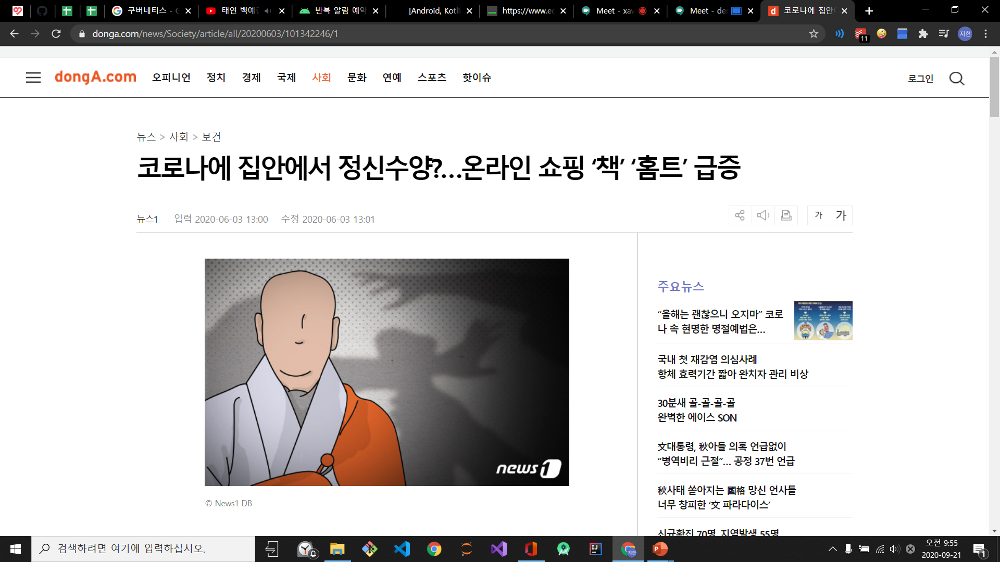 쿠버네티스 - G
태연 백예린
반복 알람 예약
[Android, Kotli
https://www.ec
Meet - xav
Meet - der
코로나에 집안에
donga.com/news/Society/article/all/20200603/101342246/1
11
지현
dongA.com 오피니언 정치 경제 국제 사회 문화 연예 스포츠 핫이슈 로그인
뉴스 > 사회 > 보건
코로나에 집안에서 정신수양?…온라인 쇼핑 ‘책’ ‘홈트’ 급증
뉴스1 입력 2020-06-03 13:00 수정 2020-06-03 13:01
가 가
news1
© News1 DB
주요뉴스
“올해는 괜찮으니 오지마” 코로
나 속 현명한 명절예법은…
국내 첫 재감염 의심사례
항체 효력기간 짧아 완치자 관리 비상
30분새 골-골-골-골
완벽한 에이스 SON
文대통령, 秋아들 의혹 언급없이
“병역비리 근절”… 공정 37번 언급
秋사태 쏟아지는 國格 망신 언사들
너무 창피한 ‘文 파라다이스’
신규확진 70명, 지역발생 55명
검색하려면 여기에 입력하십시오.
지현
오전 9:55
2020-09-21
1